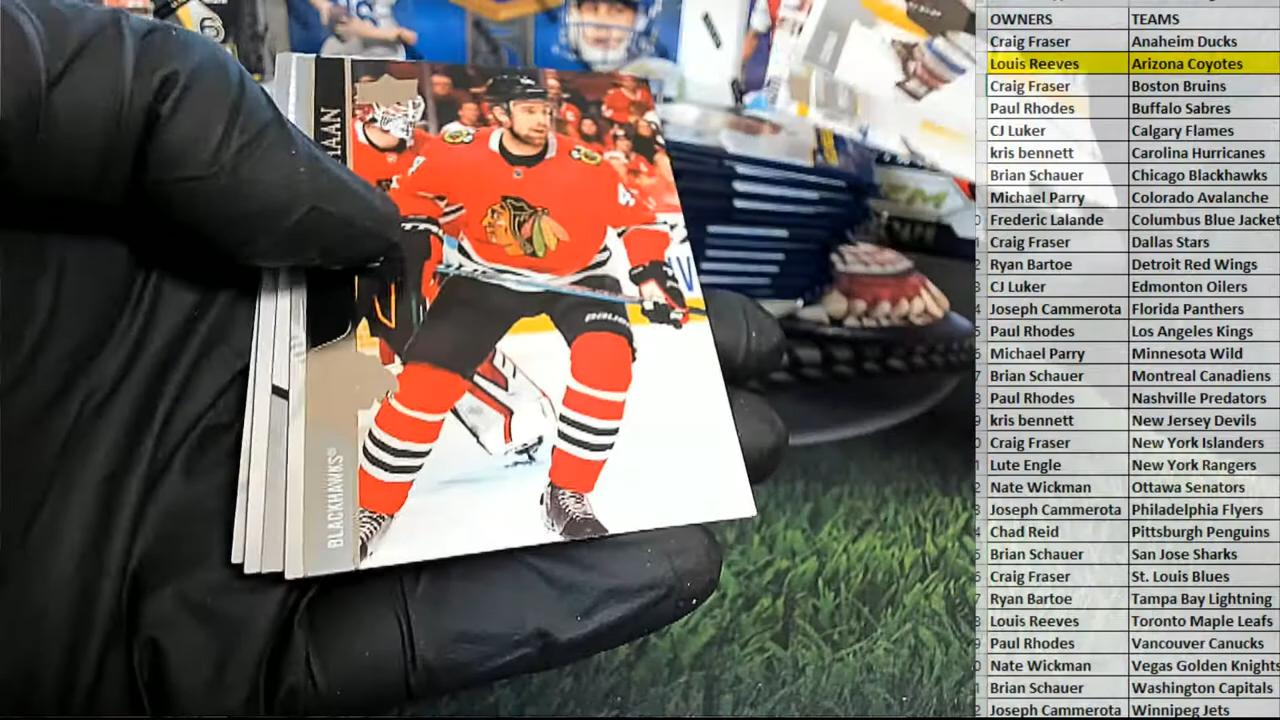 OWNERS TEAMS
Craig Fraser Anaheim Ducks
Louis Reeves Arizona Coyotes
Craig Fraser Boston Bruins
Paul Rhodes Buffalo Sabres
CJ Luker Calgary Flames
kris bennett Carolina Hurricanes
Brian Schauer Chicago Blackhawks
Michael Parry Colorado Avalanche
Frederic Lalande Columbus Blue Jacket
Craig Fraser Dallas Stars
Ryan Bartoe Detroit Red Wings
CJ Luker Edmonton Oilers
Joseph Cammerota Florida Panthers
Paul Rhodes Los Angeles Kings
Michael Parry Minnesota Wild
Brian Schauer Montreal Canadiens
Paul Rhodes Nashville Predators
kris bennett New Jersey Devils
Craig Fraser New York Islanders
Lute Engle New York Rangers
Nate Wickman Ottawa Senators
Joseph Cammerota Philadelphia Flyers
Chad Reid Pittsburgh Penguins
Brian Schauer San Jose Sharks
Craig Fraser St. Louis Blues
Ryan Bartoe Tampa Bay Lightning
Louis Reeves Toronto Maple Leafs
Paul Rhodes Vancouver Canucks
Nate Wickman Vegas Golden Knights
Brian Schauer Washington Capitals
Joseph Cammerota Winnipeg Jets
BLACKHAWKS®
BAUER